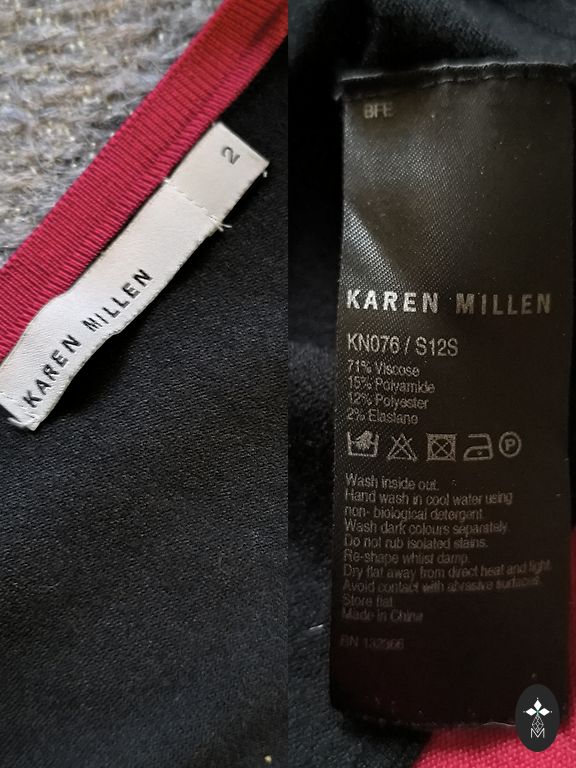 2
KAREN MILLEN
BFE
KAREN MILLEN
KN076 / S12S
71% Viscose
15% Polyamide
12% Polyester
2% Elastane
P
Wash inside out.
Hand wash in cool water using
non- biological detergent.
Wash dark colours separately.
Do not rub isolated stains.
Re-shape whilst damp.
Dry flat away from direct heat and light.
Avoid contact with abrasive surfaces.
Store flat
Made in China
BN 132366
M